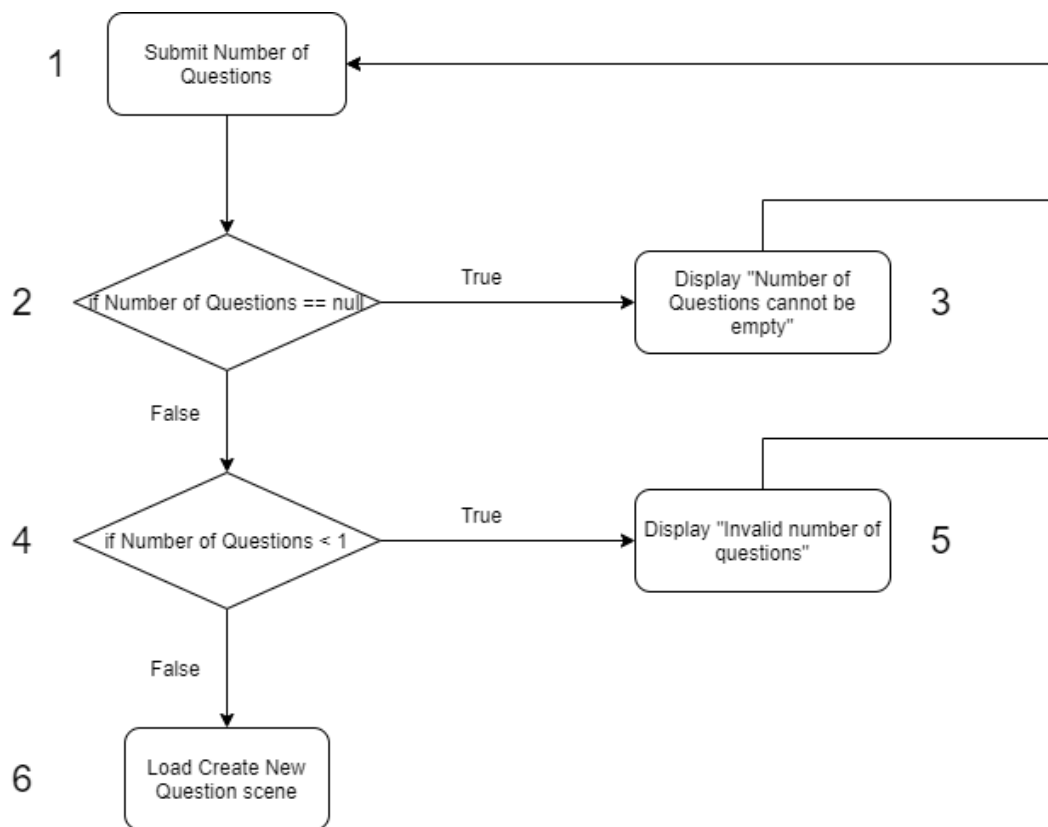 1
Submit Number of
Questions
2
if Number of Questions == null
True
Display "Number of
Questions cannot be
empty"
3
False
4
if Number of Questions < 1
True
Display "Invalid number of
questions"
5
False
6
Load Create New
Question scene